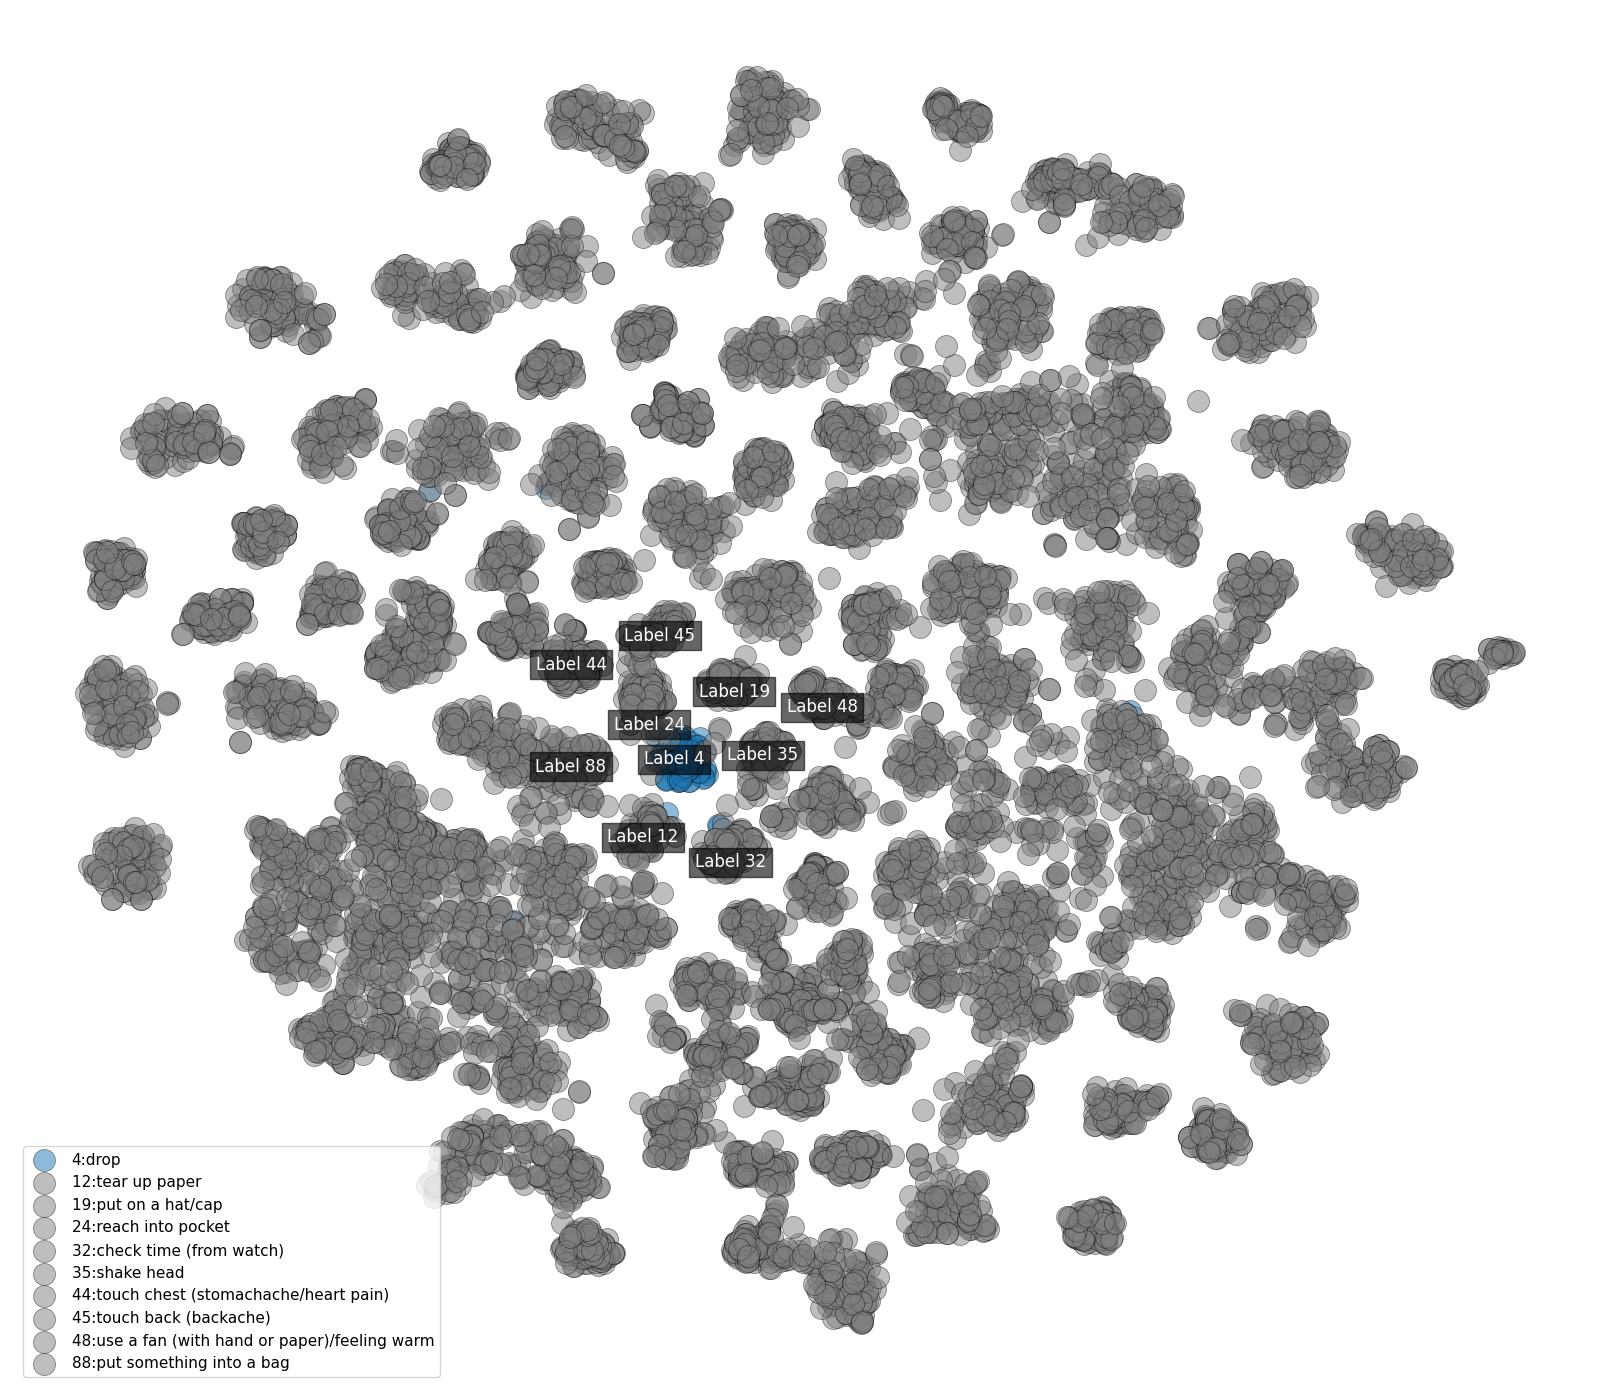 Label 45
Label 44
Label 19
Label 48
Label 24
Label 4
Label 35
Label 88
Label 12
Label 32
4:drop
12:tear up paper
19:put on a hat/cap
24:reach into pocket
32:check time (from watch)
35:shake head
44:touch chest (stomachache/heart pain)
45:touch back (backache)
48:use a fan (with hand or paper)/feeling warm
88:put something into a bag